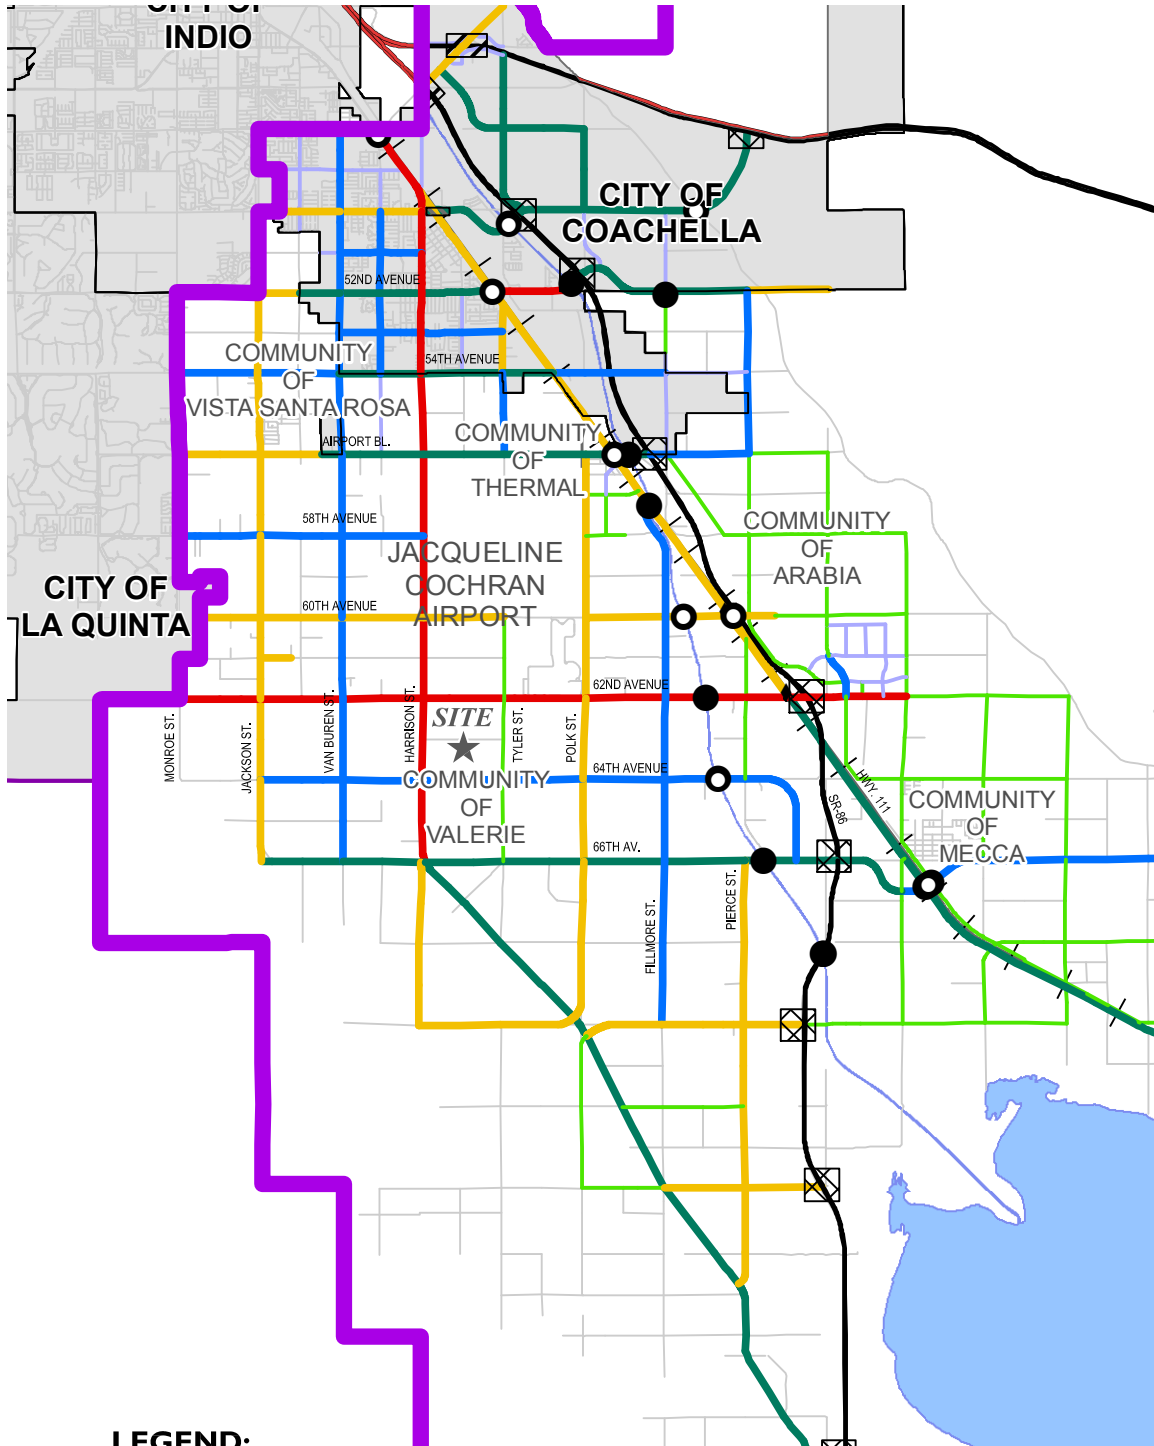 CITY OF
INDIO
CITY OF
COACHELLA
52ND AVENUE
COMMUNITY
OF
VISTA SANTA ROSA
54TH AVENUE
AIRPORT BL.
COMMUNITY
OF
THERMAL
58TH AVENUE
COMMUNITY
OF
ARABIA
JACQUELINE
COCHRAN
AIRPORT
CITY OF
LA QUINTA
60TH AVENUE
62ND AVENUE
MONROE ST.
JACKSON ST.
VAN BUREN ST.
HARRISON ST.
SITE
TYLER ST.
POLK ST.
64TH AVENUE
COMMUNITY
OF
VALERIE
HWY. 111
SR-86
COMMUNITY
OF
MECCA
66TH AV.
PIERCE ST.
FILLMORE ST.
LEGEND: